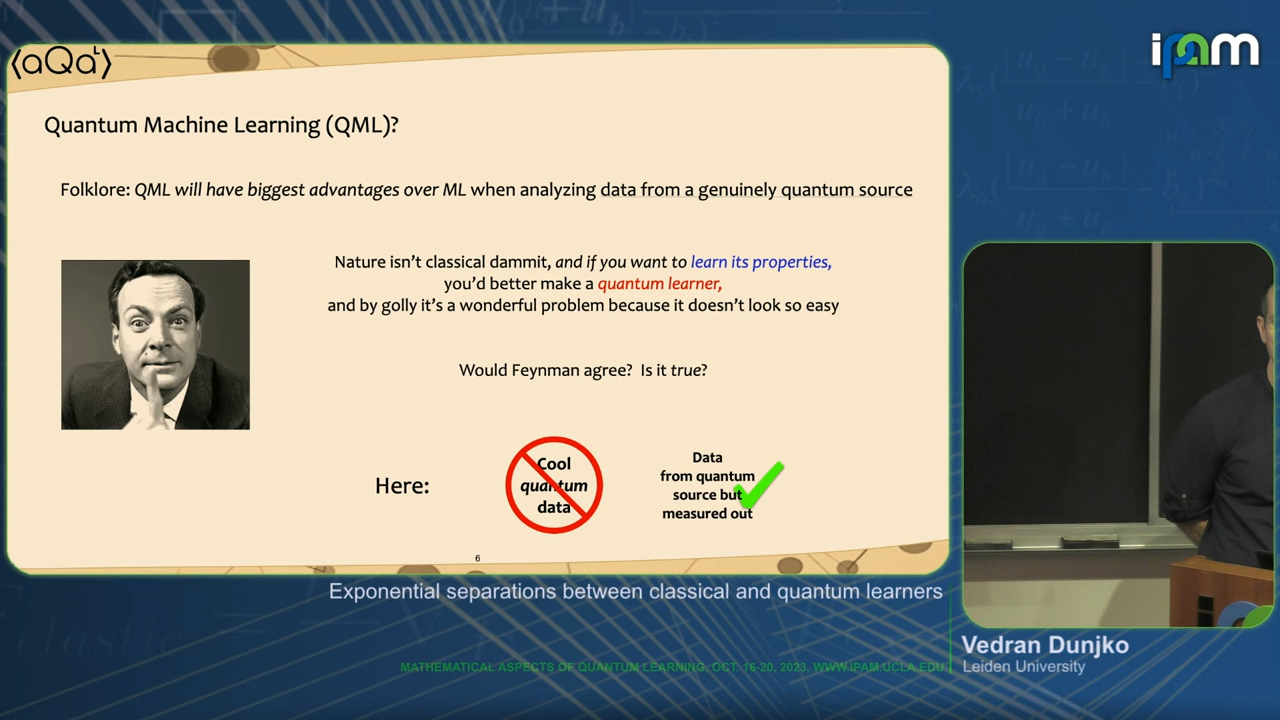 ⟨aQaᴸ⟩
ipam
Quantum Machine Learning (QML)?
Folklore: QML will have biggest advantages over ML when analyzing data from a genuinely quantum source
Nature isn't classical dammit, and if you want to learn its properties,
you'd better make a quantum learner,
and by golly it's a wonderful problem because it doesn't look so easy
Would Feynman agree? Is it true?
Here:
Cool
quantum
data
Data
from quantum
source but
measured out
6
Exponential separations between classical and quantum learners
Vedran Dunjko
Leiden University
MATHEMATICAL ASPECTS OF QUANTUM LEARNING, OCT. 16-20, 2023, WWW.IPAM.UCLA.EDU
elastic